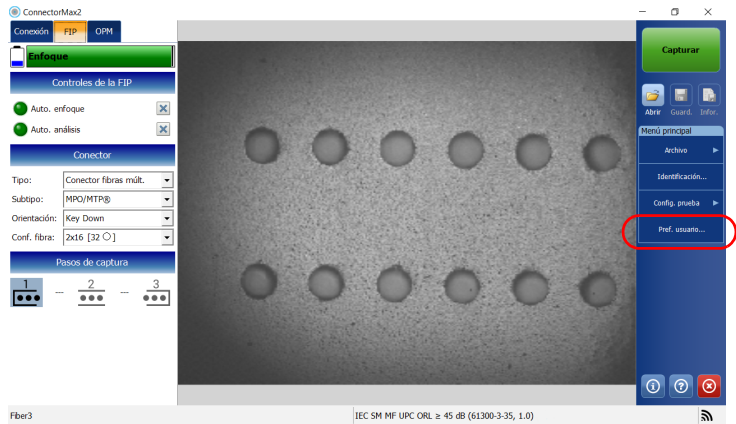 ConnectorMax2
Conexión FIP OPM
Enfoque
Controles de la FIP
Auto. enfoque
Auto. análisis
Conector
Tipo: Conector fibras múlt.
Subtipo: MPO/MTP®
Orientación: Key Down
Conf. fibra: 2x16 [32 ○]
Pasos de captura
1 --- 2 --- 3
Capturar
Abrir Guard. Infor.
Menú principal
Archivo
Identificación...
Config. prueba
Pref. usuario...
Fiber3 IEC SM MF UPC ORL ≥ 45 dB (61300-3-35, 1.0)